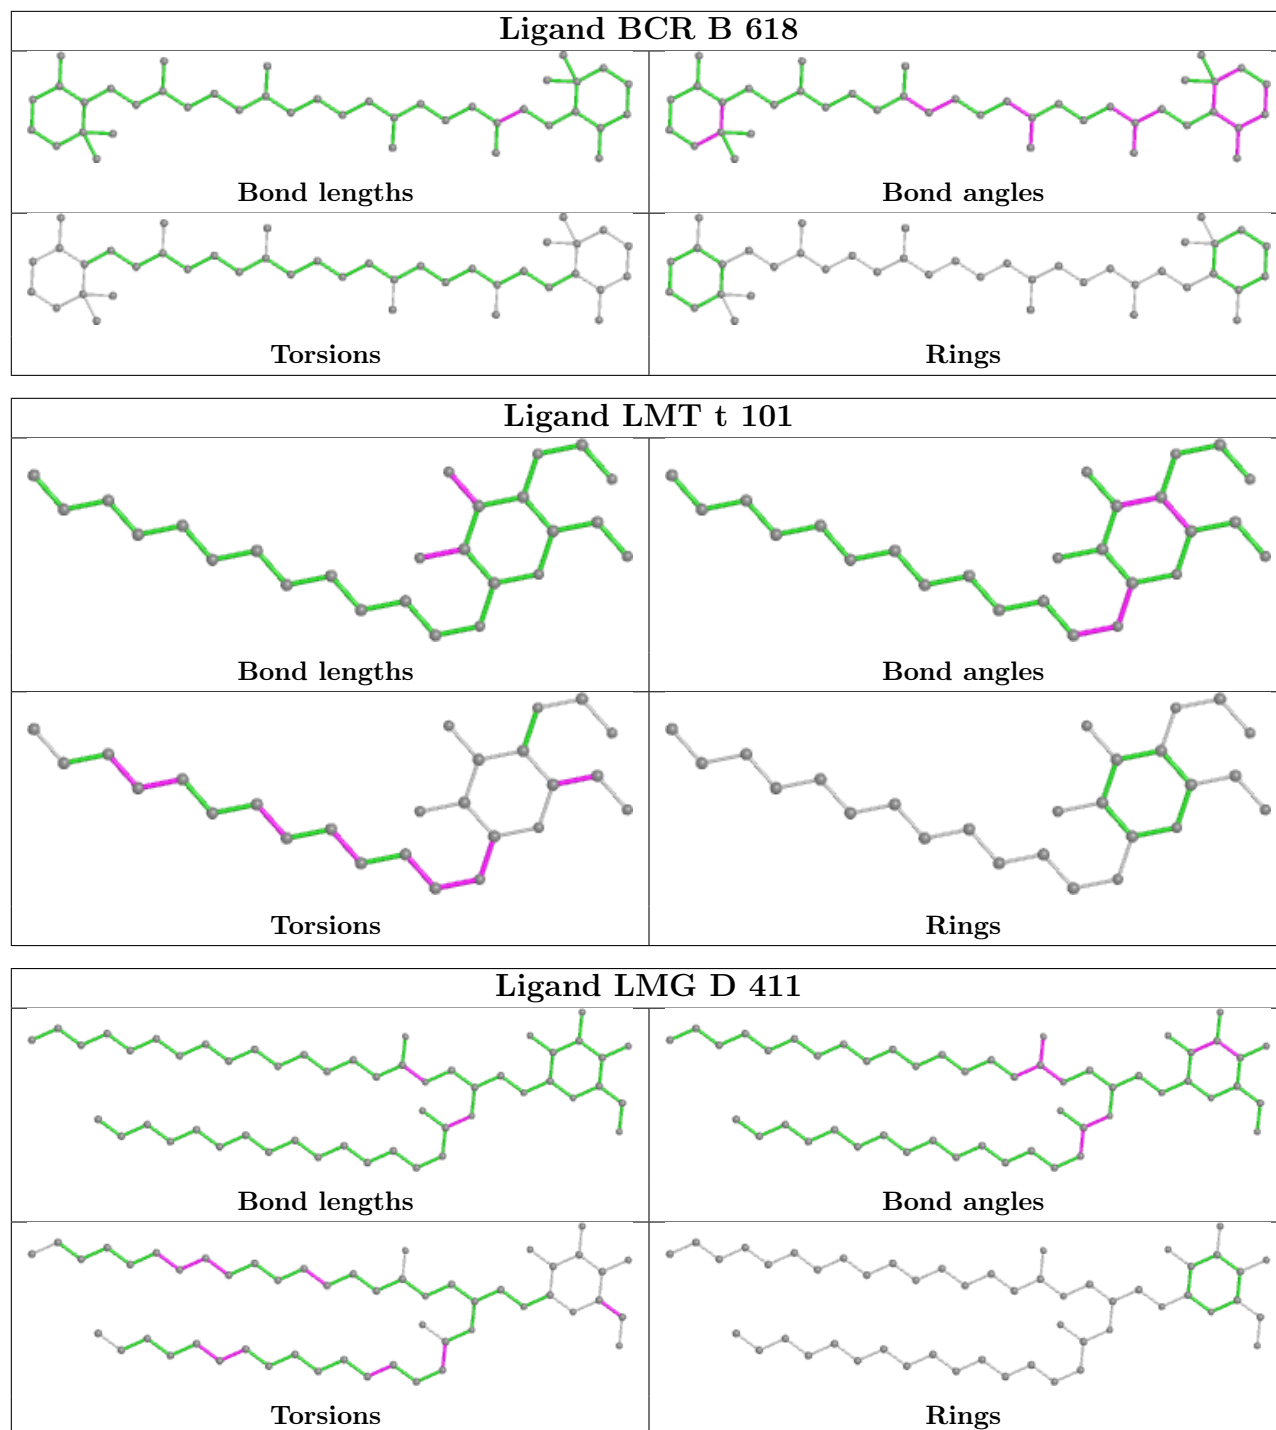 Ligand BCR B 618
Bond lengths
Bond angles
Torsions
Rings
Ligand LMT t 101
Bond lengths
Bond angles
Torsions
Rings
Ligand LMG D 411
Bond lengths
Bond angles
Torsions
Rings